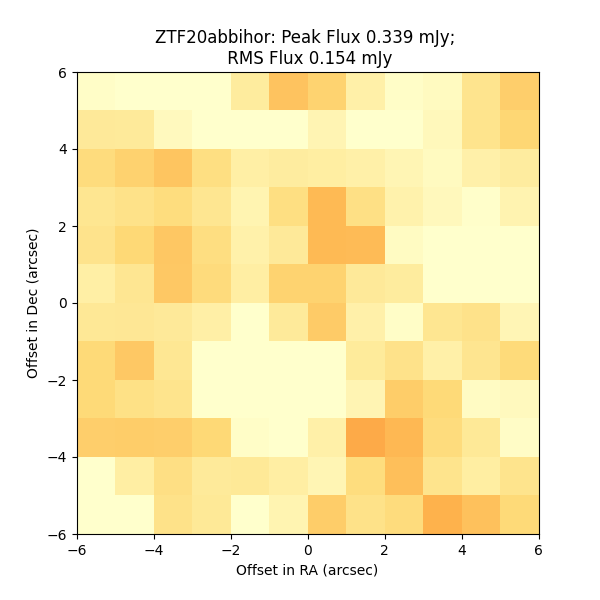 ZTF20abbihor: Peak Flux 0.339 mJy;
RMS Flux 0.154 mJy
6
4
2
0
−2
−4
−6
Offset in Dec (arcsec)
−6 −4 −2 0 2 4 6
Offset in RA (arcsec)